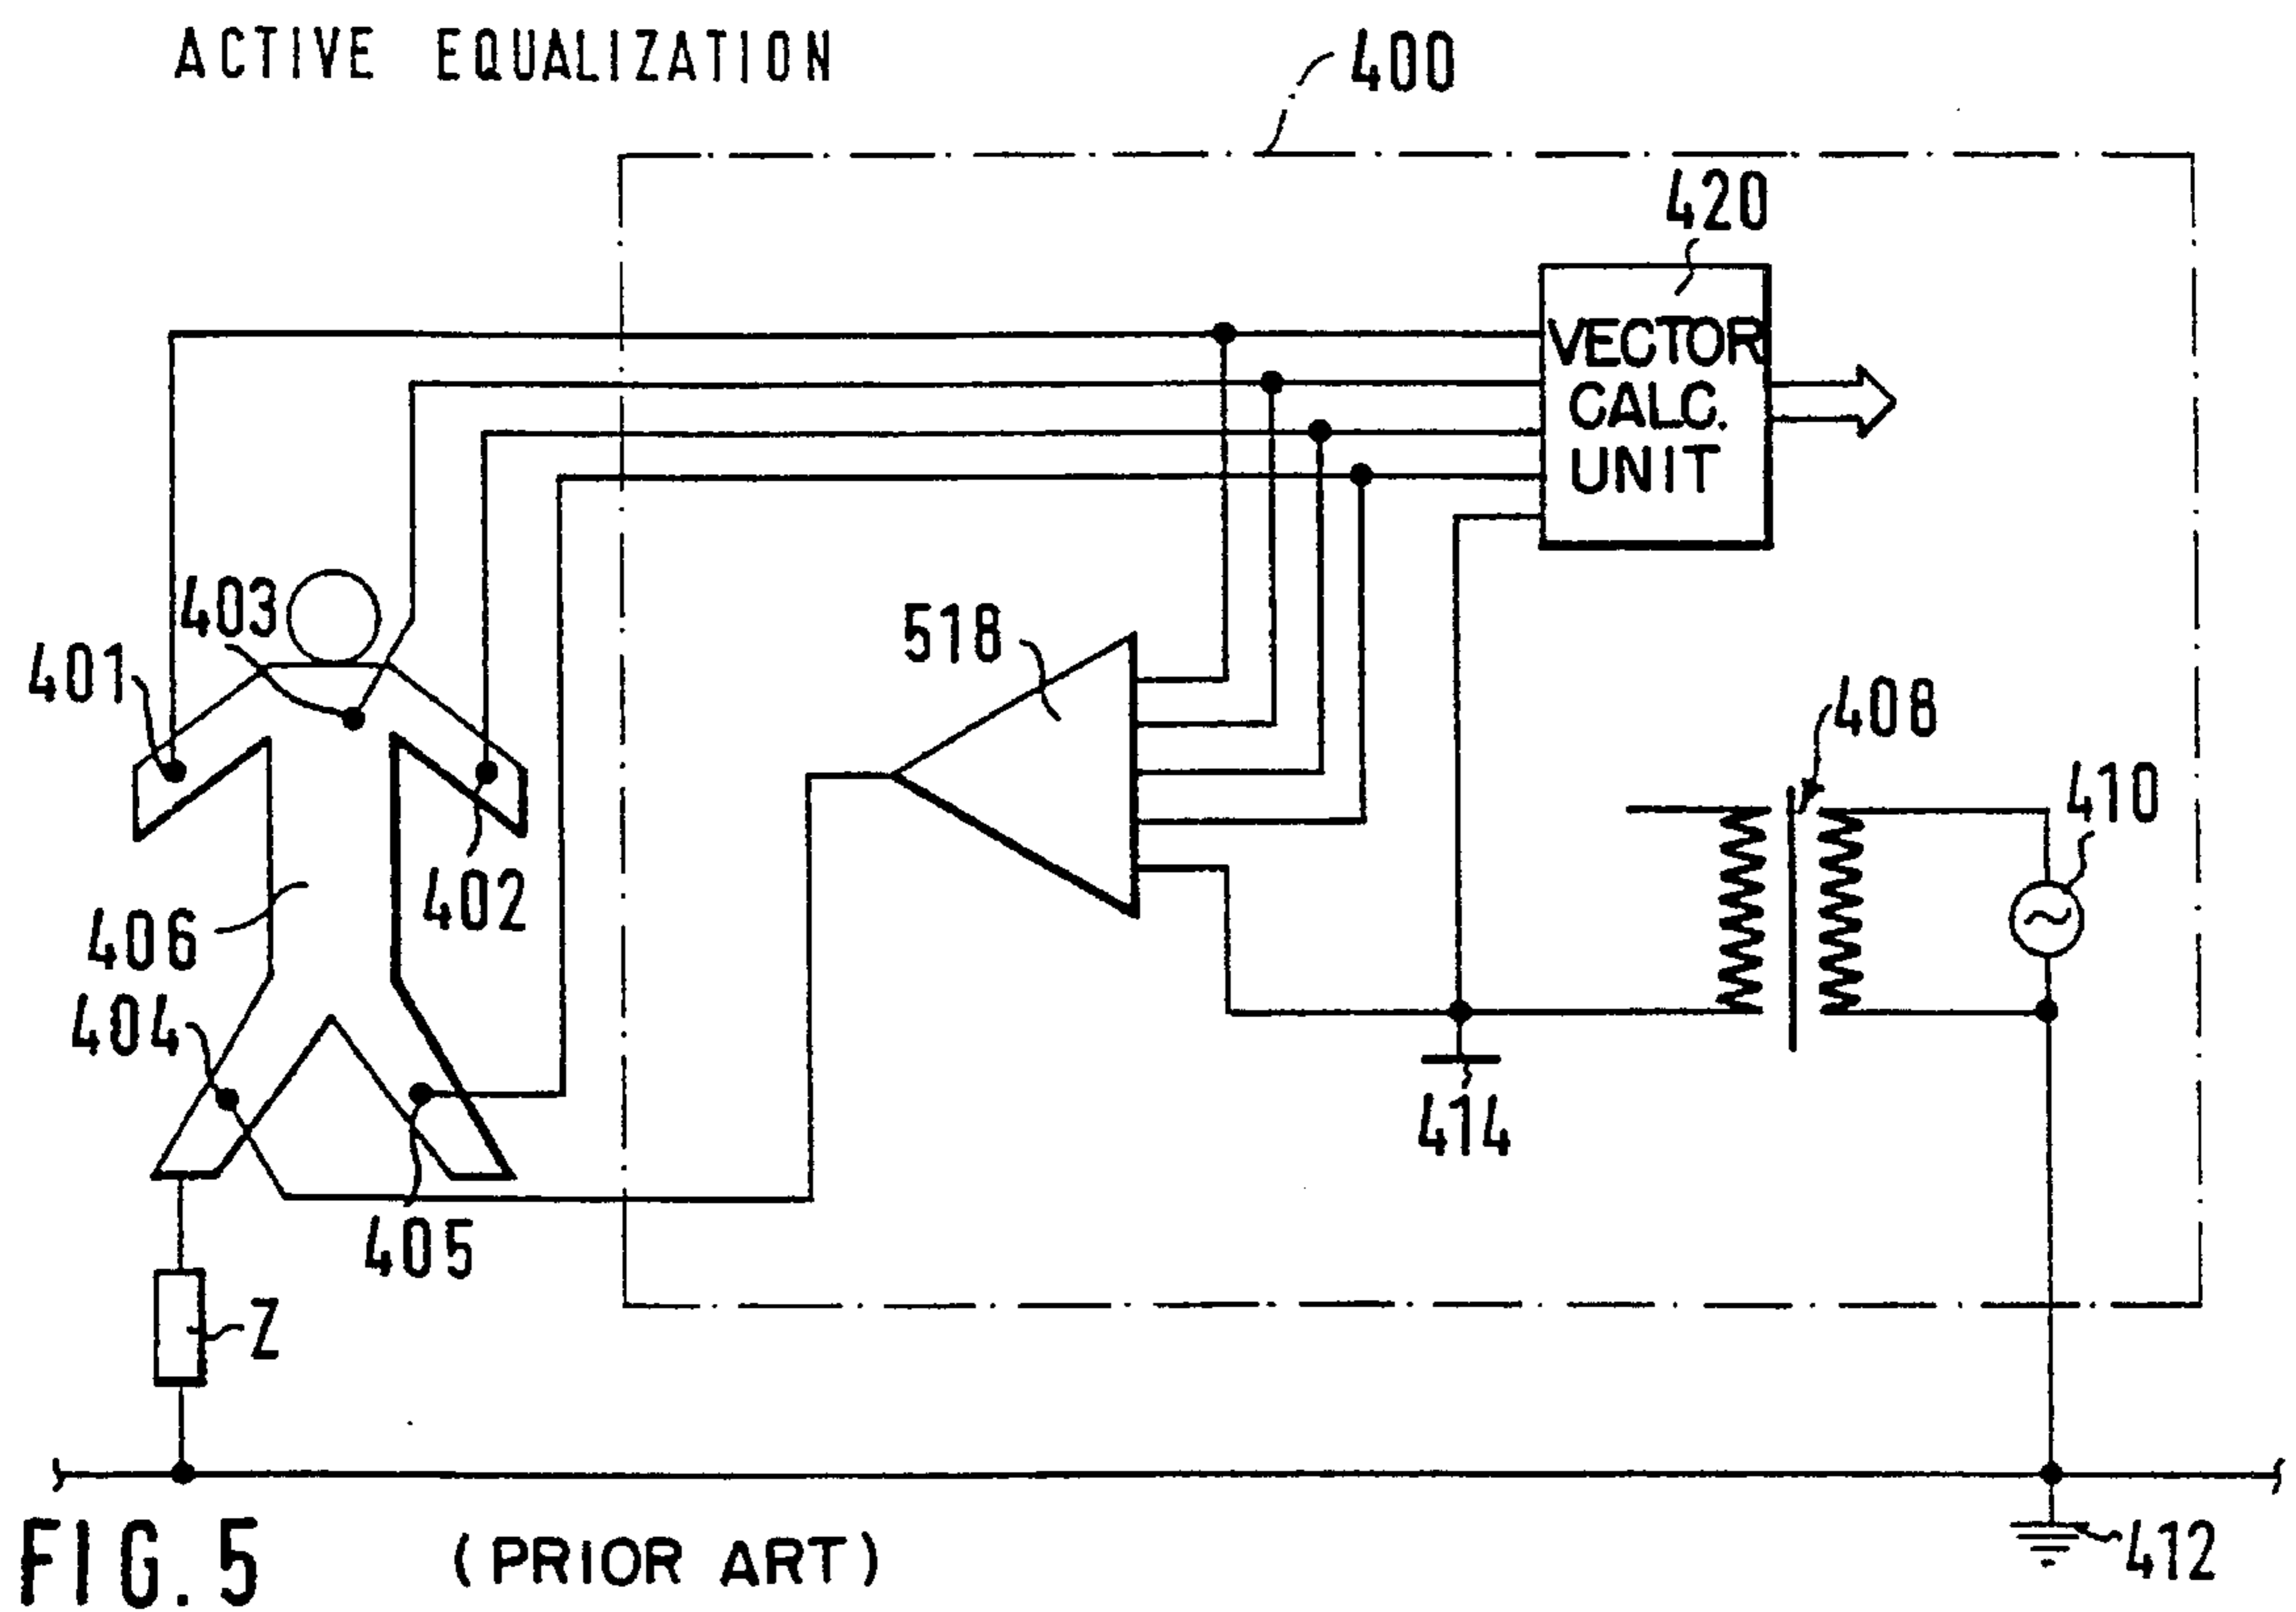 ACTIVE EQUALIZATION
400
420
VECTOR
CALC.
UNIT
403
518
401
408
410
402
406
404
414
405
Z
FIG. 5 (PRIOR ART)
412